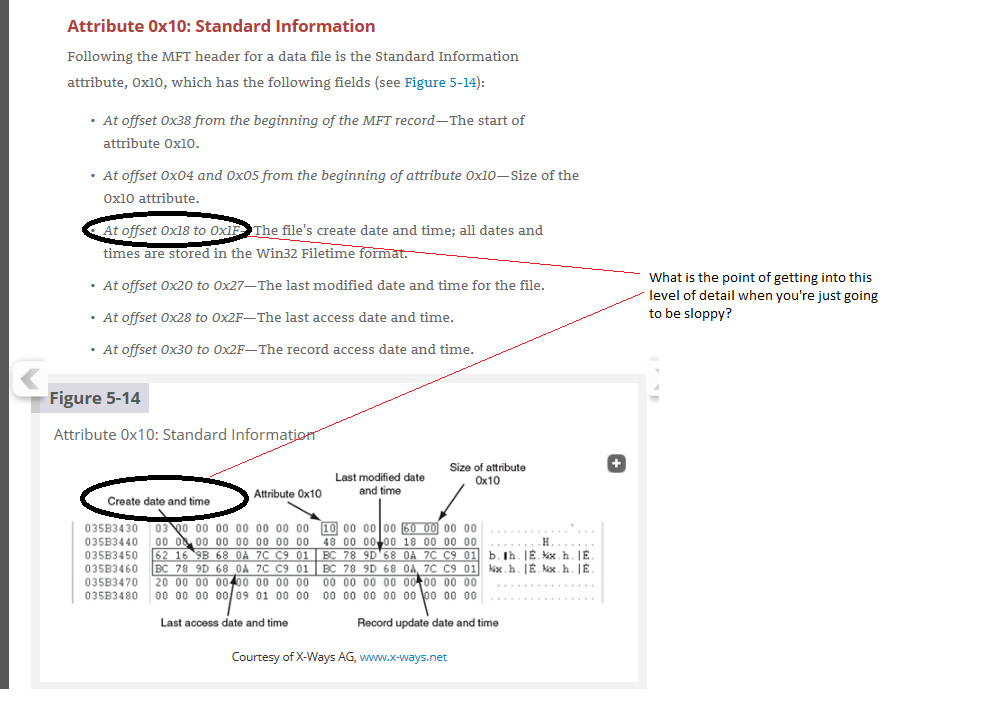 Attribute 0x10: Standard Information
Following the MFT header for a data file is the Standard Information
attribute, 0x10, which has the following fields (see Figure 5-14):
• At offset 0x38 from the beginning of the MFT record—The start of
attribute 0x10.
• At offset 0x04 and 0x05 from the beginning of attribute 0x10—Size of the
0x10 attribute.
• At offset 0x18 to 0x1F—The file's create date and time; all dates and
times are stored in the Win32 Filetime format.
• At offset 0x20 to 0x27—The last modified date and time for the file.
• At offset 0x28 to 0x2F—The last access date and time.
• At offset 0x30 to 0x2F—The record access date and time.
What is the point of getting into this
level of detail when you're just going
to be sloppy?
Figure 5-14
Attribute 0x10: Standard Information
Create date and time
Attribute 0x10
Last modified date
and time
Size of attribute
0x10
035B3430 03 00 00 00 00 00 00 00 10 00 00 00 60 00 00 00 ..............`...
035B3440 00 00 00 00 00 00 00 00 48 00 00 00 18 00 00 00 ........H.......
035B3450 62 16 9B 68 0A 7C C9 01 BC 78 9D 68 0A 7C C9 01 b.❚h.|É.¼x.h.|É.
035B3460 BC 78 9D 68 0A 7C C9 01 BC 78 9D 68 0A 7C C9 01 ¼x.h.|É.¼x.h.|É.
035B3470 20 00 00 00 00 00 00 00 00 00 00 00 00 00 00 00 ................
035B3480 00 00 00 00 09 01 00 00 00 00 00 00 00 00 00 00 ................
Last access date and time
Record update date and time
Courtesy of X-Ways AG, www.x-ways.net